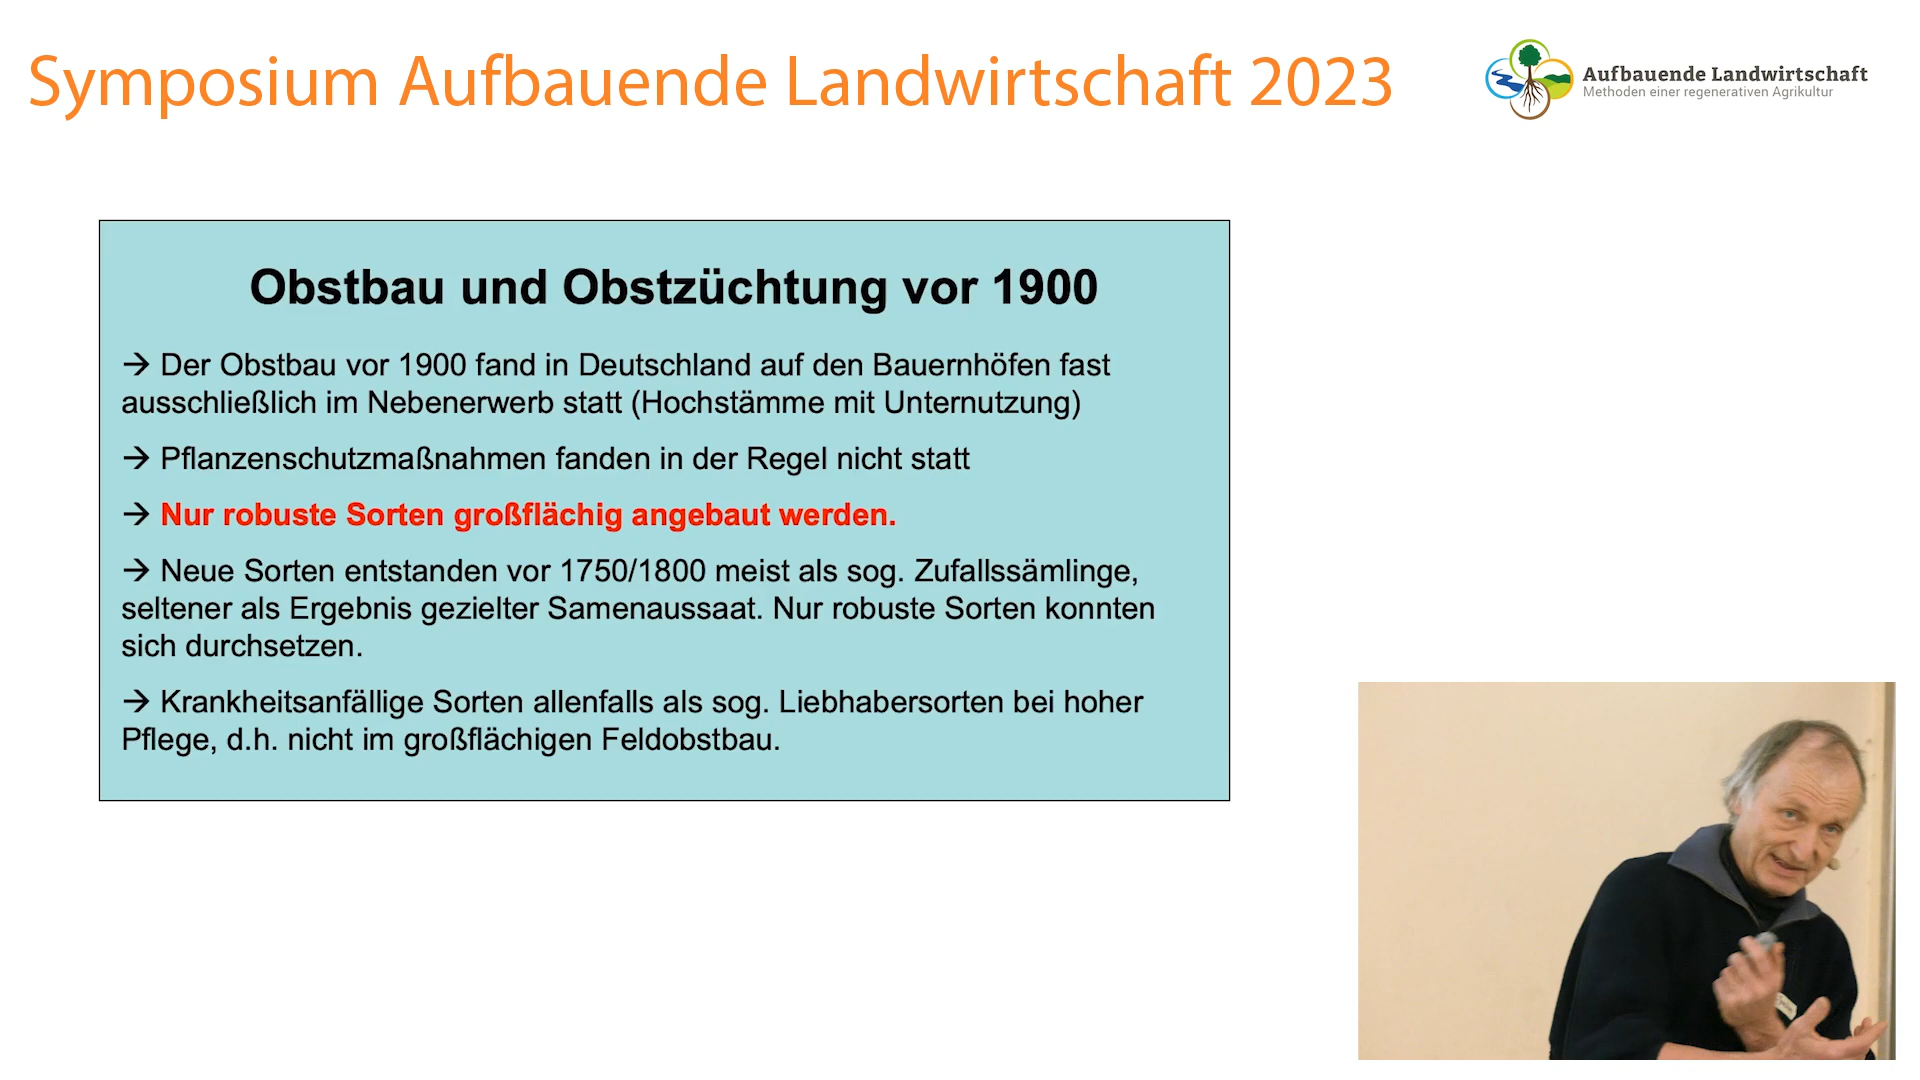 Symposium Aufbauende Landwirtschaft 2023
Aufbauende Landwirtschaft
Methoden einer regenerativen Agrikultur
Obstbau und Obstzüchtung vor 1900
→ Der Obstbau vor 1900 fand in Deutschland auf den Bauernhöfen fast
ausschließlich im Nebenerwerb statt (Hochstämme mit Unternutzung)
→ Pflanzenschutzmaßnahmen fanden in der Regel nicht statt
→ Nur robuste Sorten großflächig angebaut werden.
→ Neue Sorten entstanden vor 1750/1800 meist als sog. Zufallssämlinge,
seltener als Ergebnis gezielter Samenaussaat. Nur robuste Sorten konnten
sich durchsetzen.
→ Krankheitsanfällige Sorten allenfalls als sog. Liebhabersorten bei hoher
Pflege, d.h. nicht im großflächigen Feldobstbau.